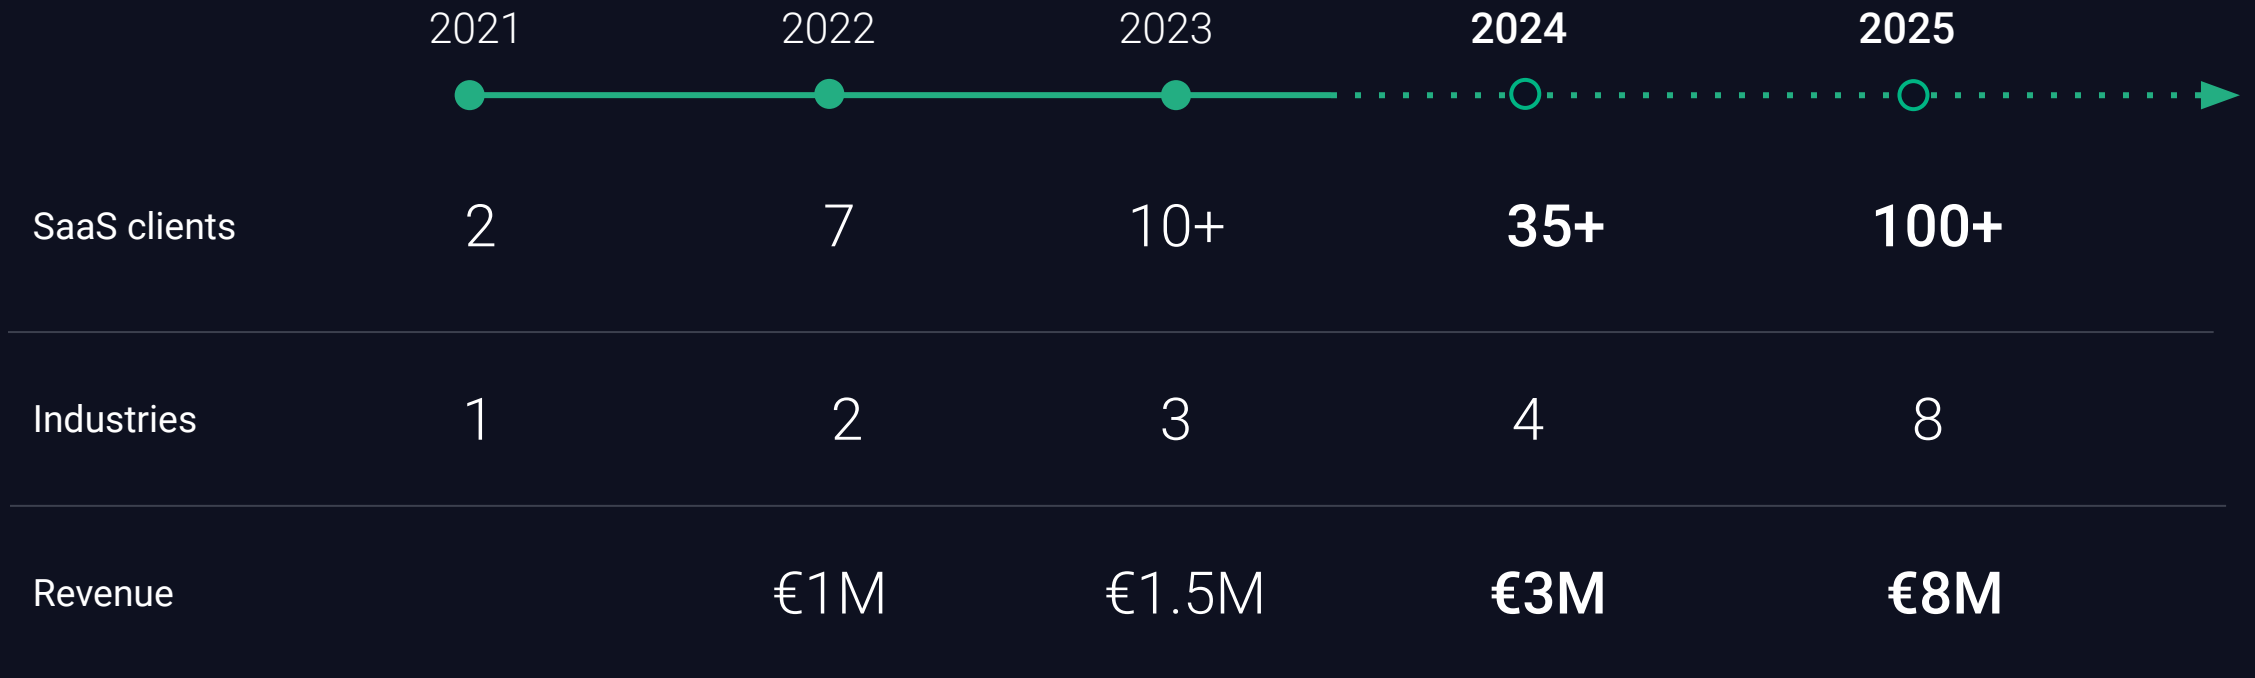 2021 2022 2023 2024 2025
SaaS clients 2 7 10+ 35+ 100+
Industries 1 2 3 4 8
Revenue €1M €1.5M €3M €8M